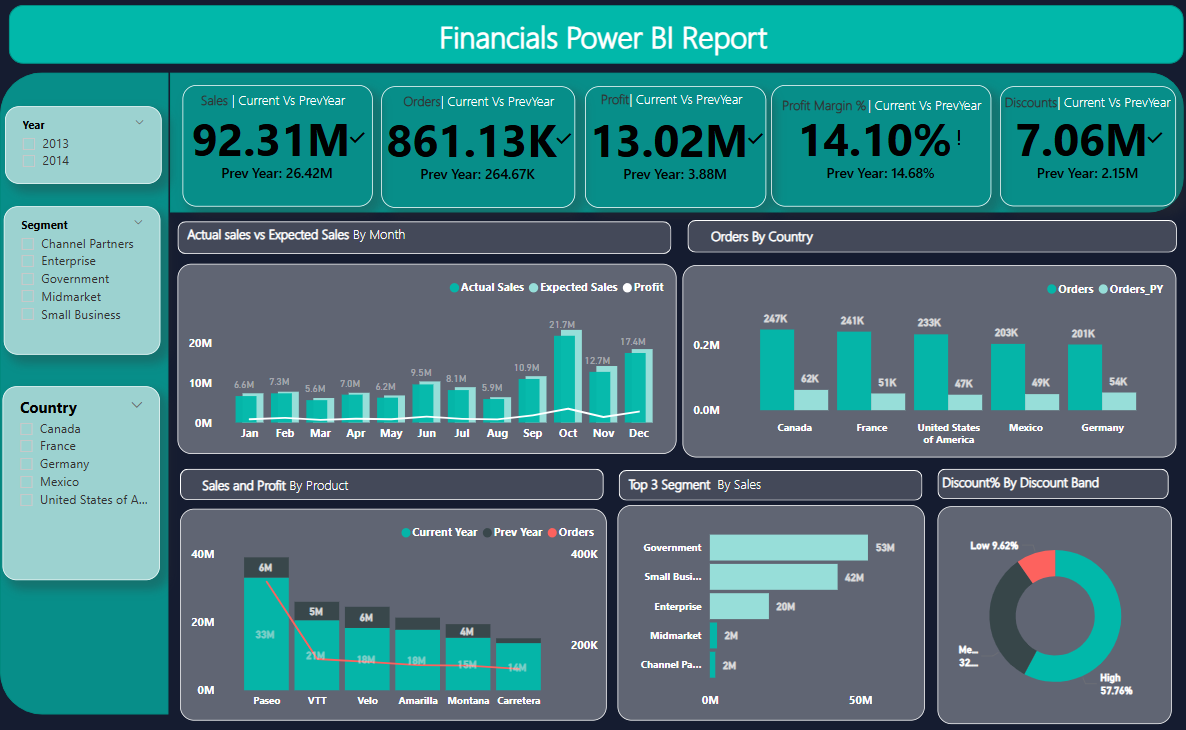 Financials Power BI Report
Year
2013
2014
Segment
Channel Partners
Enterprise
Government
Midmarket
Small Business
Country
Canada
France
Germany
Mexico
United States of A...
Sales | Current Vs PrevYear
92.31M
Prev Year: 26.42M
Orders| Current Vs PrevYear
861.13K
Prev Year: 264.67K
Profit| Current Vs PrevYear
13.02M
Prev Year: 3.88M
Profit Margin %| Current Vs PrevYear
14.10% !
Prev Year: 14.68%
Discounts| Current Vs PrevYear
7.06M
Prev Year: 2.15M
Actual sales vs Expected Sales By Month
Actual Sales Expected Sales Profit
20M
10M
0M
6.6M 7.3M 5.6M 7.0M 6.2M 9.5M 8.1M 5.9M 10.9M 21.7M 12.7M 17.4M
Jan Feb Mar Apr May Jun Jul Aug Sep Oct Nov Dec
Orders By Country
Orders Orders_PY
0.2M
0.0M
247K 62K 241K 51K 233K 47K 203K 49K 201K 54K
Canada France United States Mexico Germany
of America
Sales and Profit By Product
Current Year Prev Year Orders
40M
20M
0M
400K
200K
6M 5M 6M 4M
33M 21M 18M 18M 15M 14M
Paseo VTT Velo Amarilla Montana Carretera
Top 3 Segment By Sales
Government 53M
Small Busi... 42M
Enterprise 20M
Midmarket 2M
Channel Pa... 2M
0M 50M
Discount% By Discount Band
Low 9.62%
Me...
32...
High
57.76%